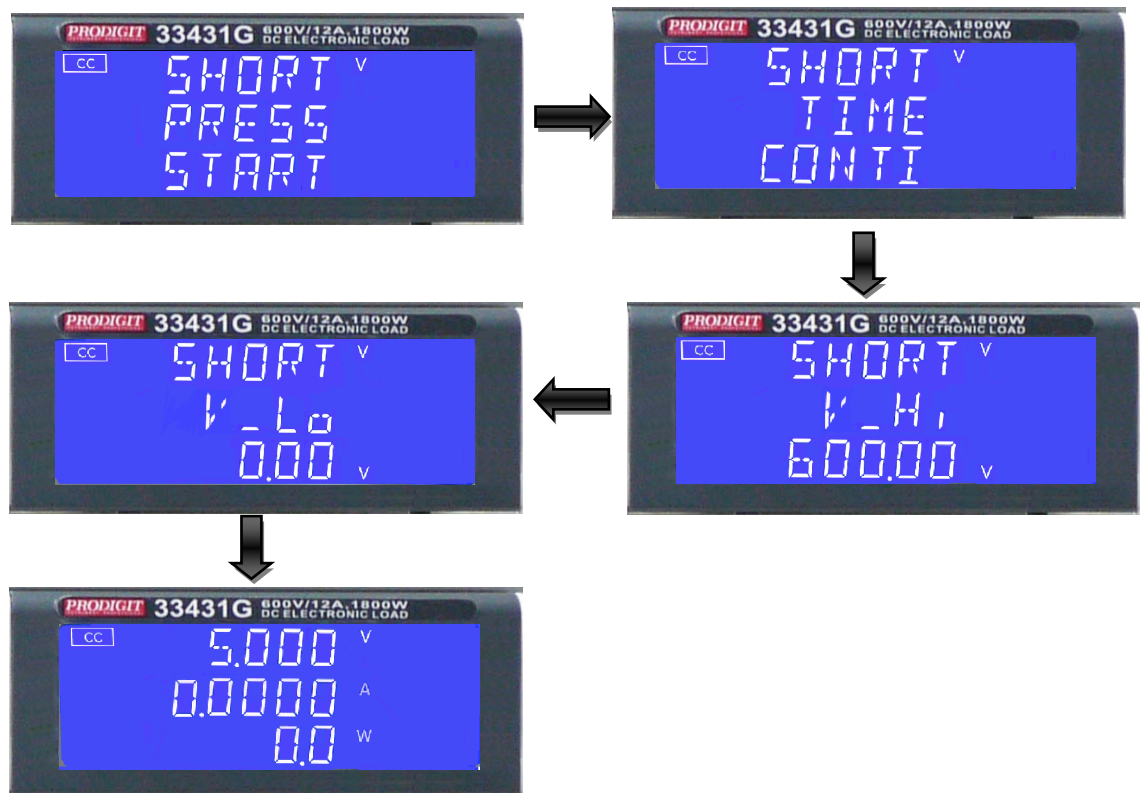 PRODIGIT 33431G 600V/12A,1800W
DC ELECTRONIC LOAD
CC SHORT V
PRESS
START
PRODIGIT 33431G 600V/12A,1800W
DC ELECTRONIC LOAD
CC SHORT V
TIME
CONTI
PRODIGIT 33431G 600V/12A,1800W
DC ELECTRONIC LOAD
CC SHORT V
V_Hi
600.00 V
PRODIGIT 33431G 600V/12A,1800W
DC ELECTRONIC LOAD
CC SHORT V
V_Lo
0.00 V
PRODIGIT 33431G 600V/12A,1800W
DC ELECTRONIC LOAD
CC 5.000 V
0.0000 A
0.0 W